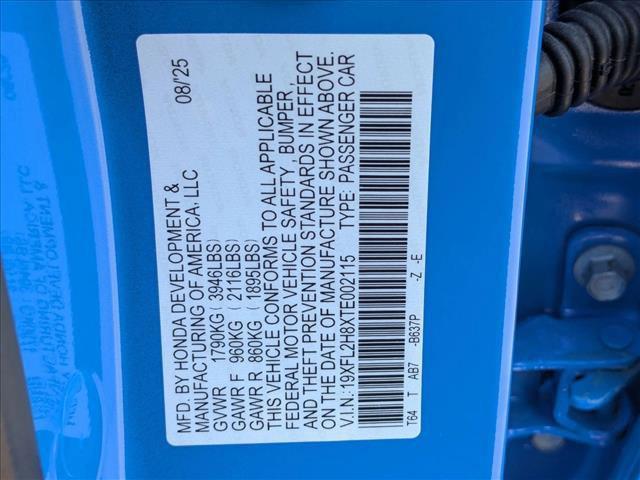 MFD. BY HONDA DEVELOPMENT & 08/25
MANUFACTURING OF AMERICA, LLC
GVWR 1790KG ( 3946LBS)
GAWR F 960KG ( 2116LBS)
GAWR R 860KG ( 1895LBS)
THIS VEHICLE CONFORMS TO ALL APPLICABLE
FEDERAL MOTOR VEHICLE SAFETY, BUMPER,
AND THEFT PREVENTION STANDARDS IN EFFECT
ON THE DATE OF MANUFACTURE SHOWN ABOVE.
V.I.N.:19XFL2H8XTE002115 TYPE: PASSENGER CAR
T64 T AB7 -B637P -Z -E